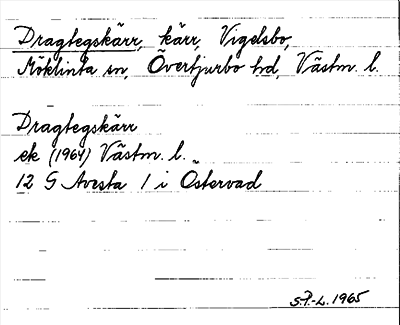 Dragtegskärr, kärr, Vigelsbo,
Möklinta sn, Övertjurbo hd, Västm. l.
Dragtegskärr
ek (1964) Västm. l.
12 G Avesta 1 i Östervad
S.P.-L. 1965